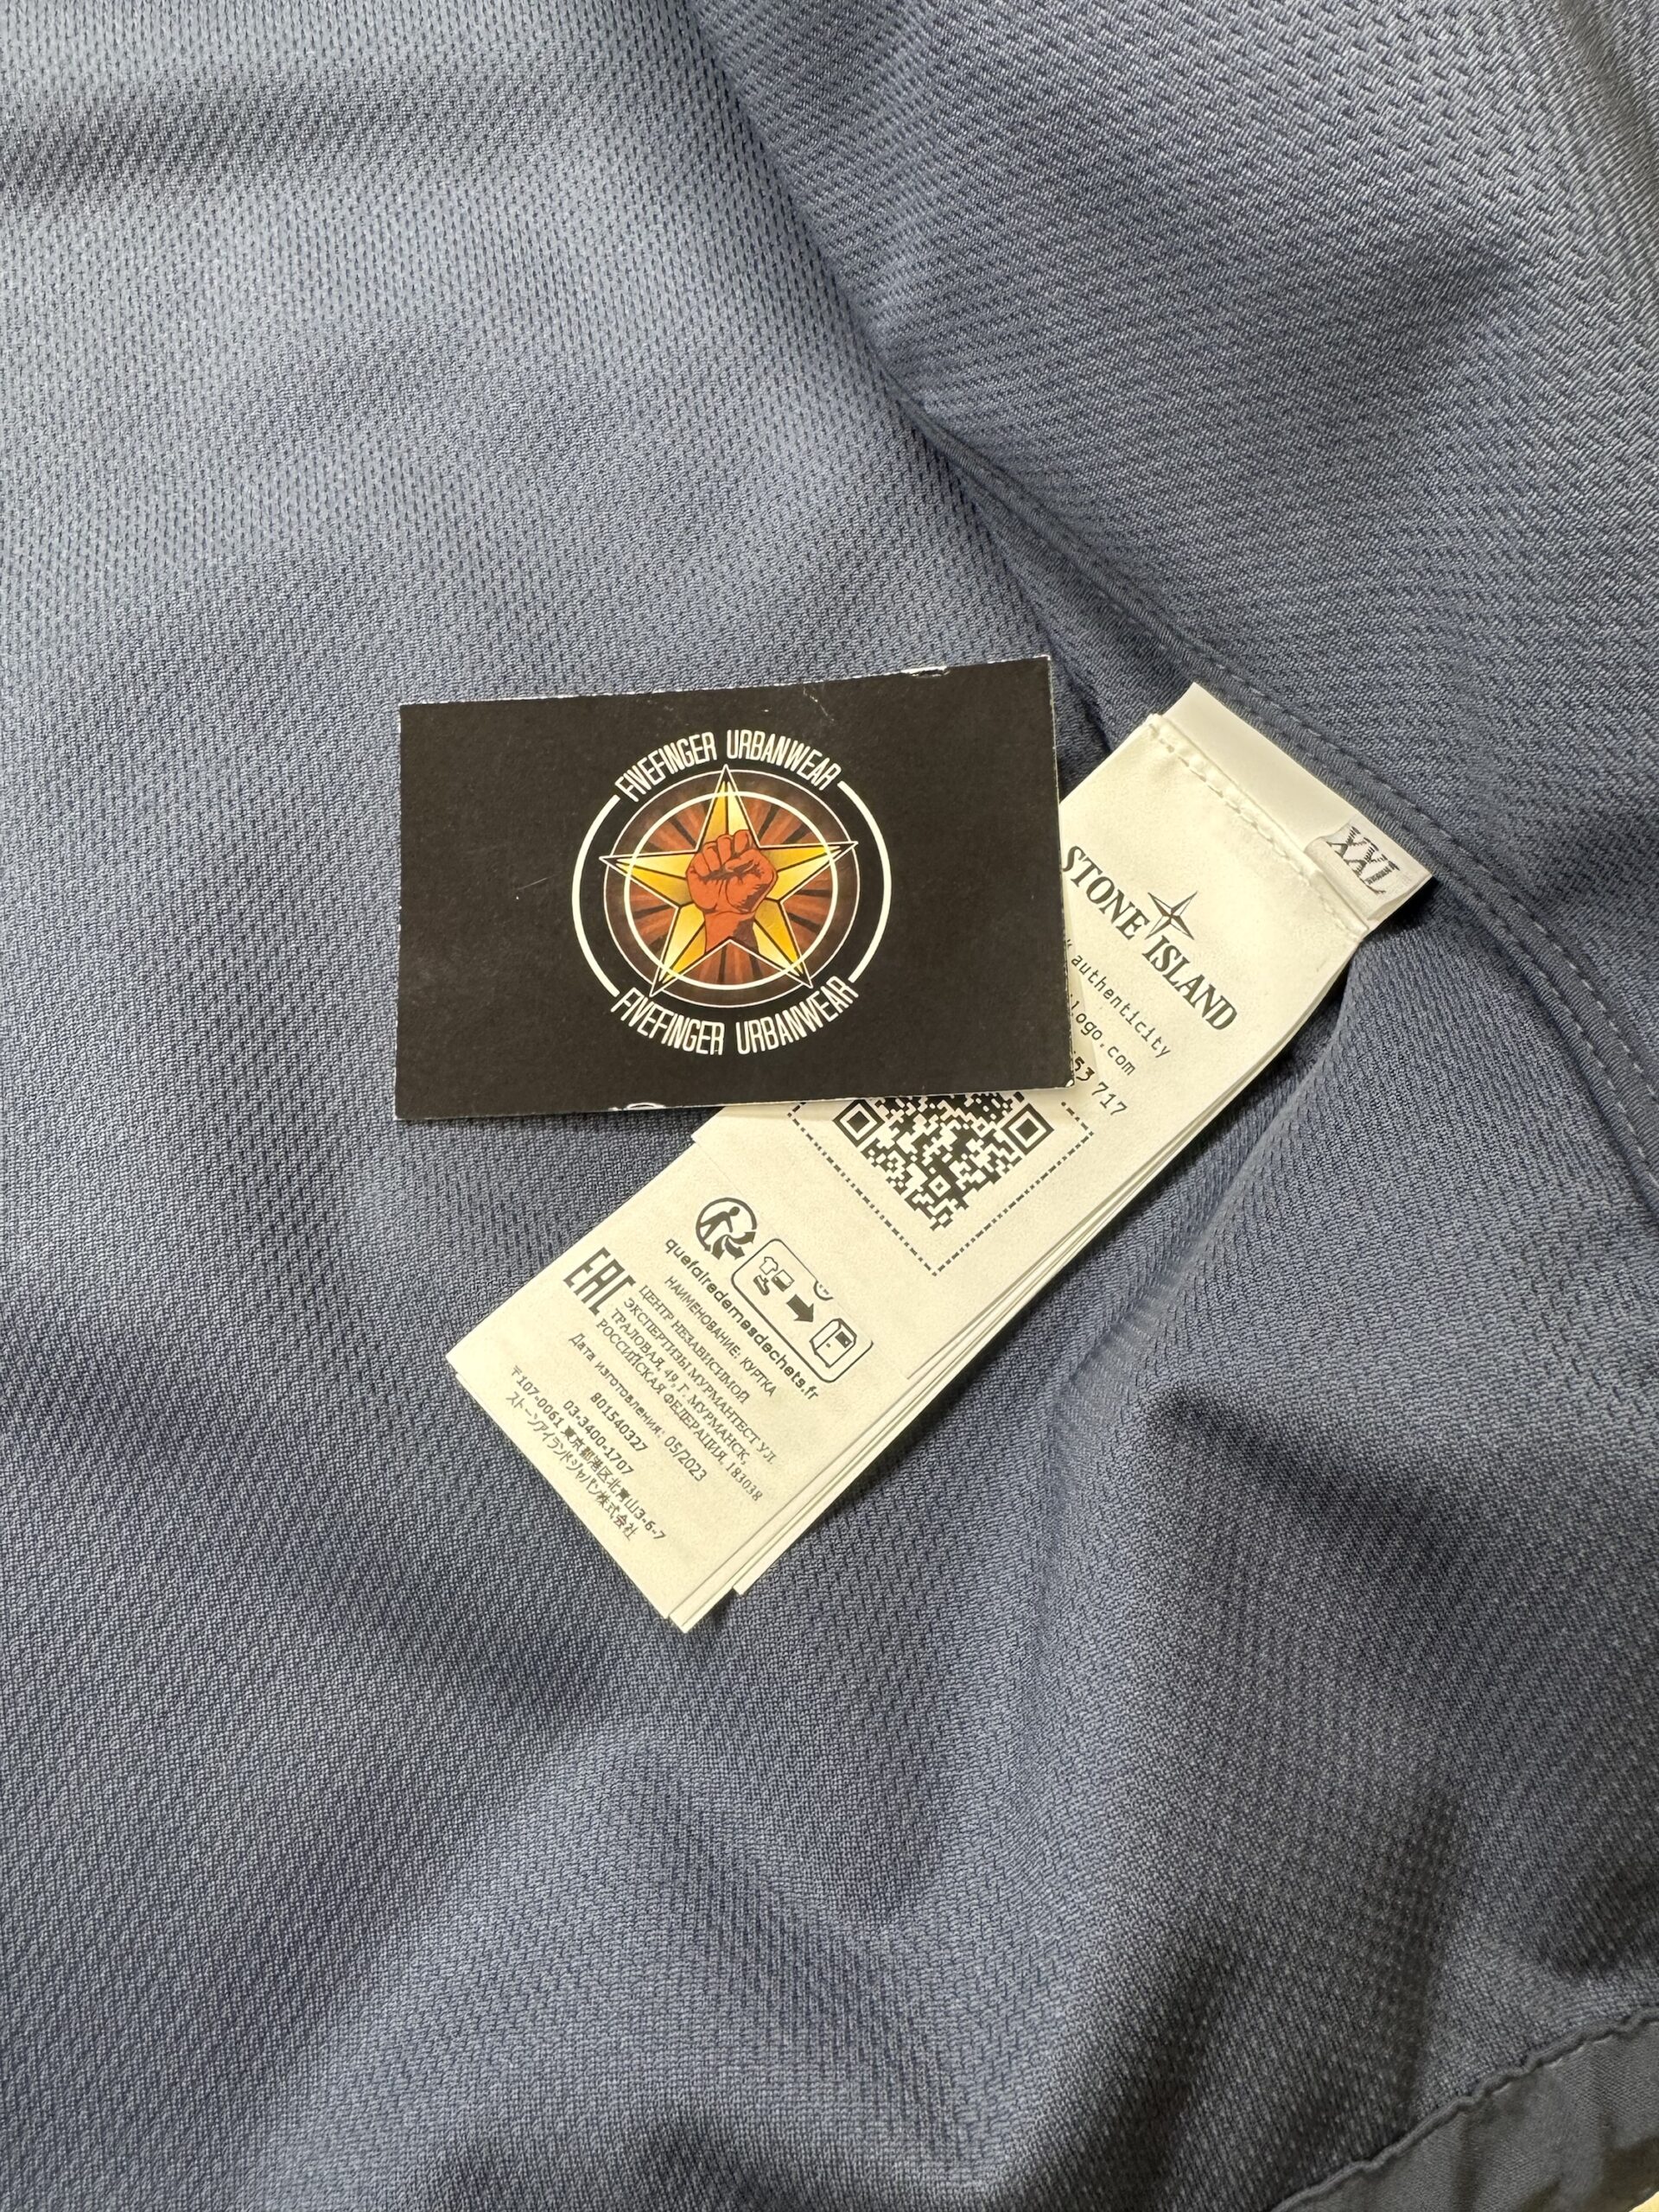 FIVEFINGER URBANWEAR
FIVEFINGER URBANWEAR
XXL
STONE ISLAND
authenticity
logo.com
53 717
quefairedemesdechets.fr
EAC
НАИМЕНОВАНИЕ: КУРТКА
ЦЕНТР НЕЗАВИСИМОЙ
ЭКСПЕРТИЗЫ МУРМАНТЕСТ УЛ.
ТРАЛОВАЯ, 49, Г. МУРМАНСК,
РОССИЙСКАЯ ФЕДЕРАЦИЯ, 183038
Дата изготовления: 05/2023
801540327
03-3400-1707
〒107-0061 東京都港区北青山3-6-7
ストーンアイランドジャパン株式会社